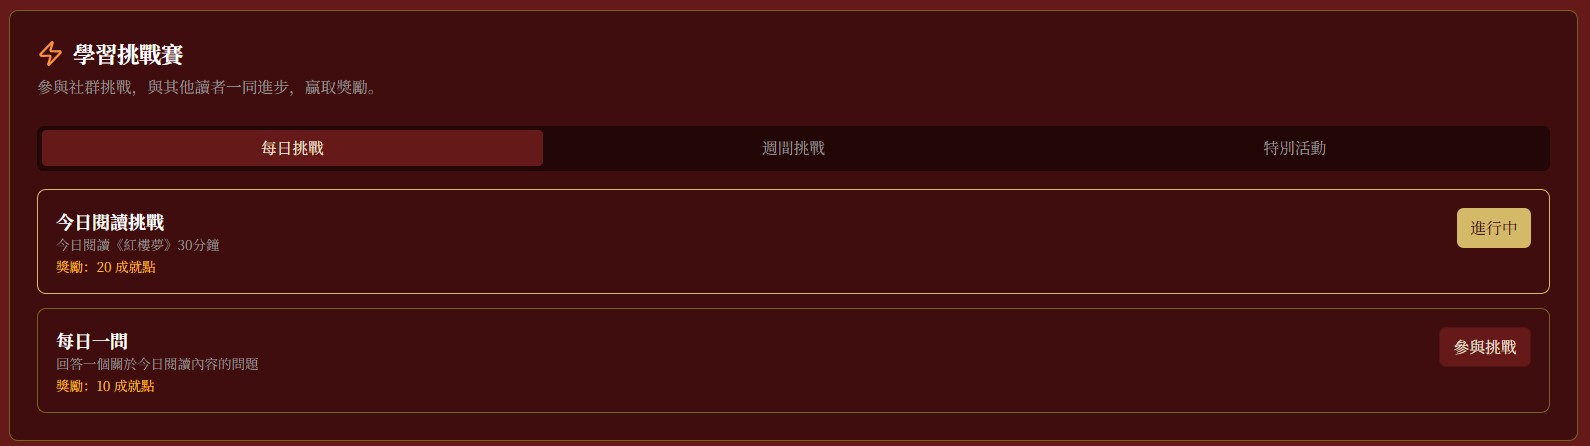 學習挑戰賽
參與社群挑戰，與其他讀者一同進步，贏取獎勵。
每日挑戰
週間挑戰
特別活動
今日閱讀挑戰
進行中
今日閱讀《紅樓夢》30分鐘
獎勵：20 成就點
每日一問
參與挑戰
回答一個關於今日閱讀內容的問題
獎勵：10 成就點